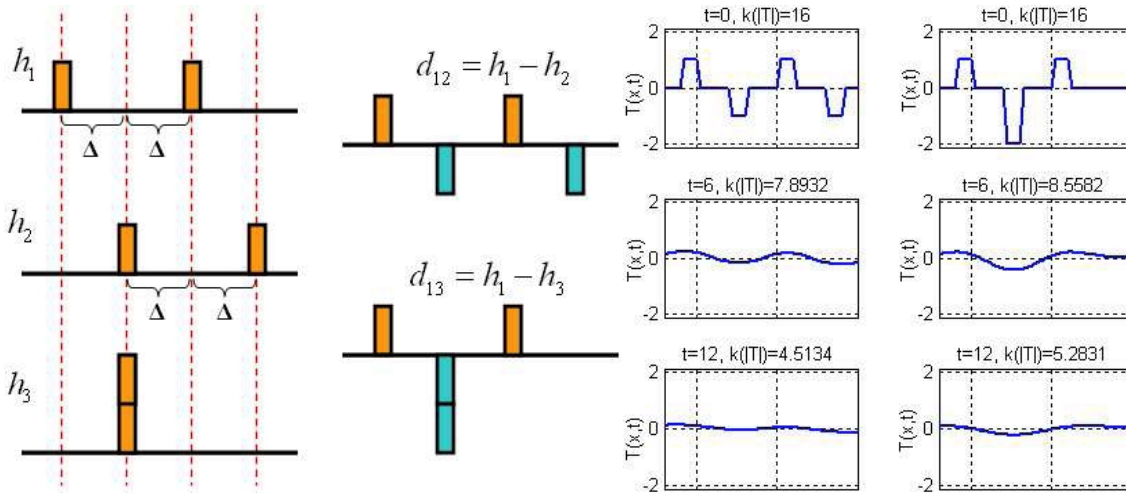 h₁
Δ Δ
h₂
Δ Δ
h₃
d₁₂ = h₁ − h₂
d₁₃ = h₁ − h₃
t=0, k(|T|)=16
T(x,t)
2
0
-2
t=0, k(|T|)=16
2
0
-2
t=6, k(|T|)=7.8932
T(x,t)
2
0
-2
t=6, k(|T|)=8.5582
T(x,t)
2
0
-2
t=12, k(|T|)=4.5134
T(x,t)
2
0
-2
t=12, k(|T|)=5.2831
T(x,t)
2
0
-2